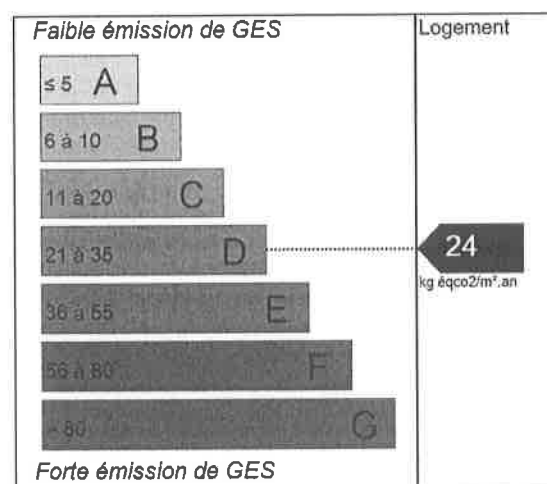 Faible émission de GES
Logement
≤ 5 A
6 à 10 B
11 à 20 C
21 à 35 D
24
kg éqco2/m².an
36 à 55 E
56 à 80 F
> 80 G
Forte émission de GES